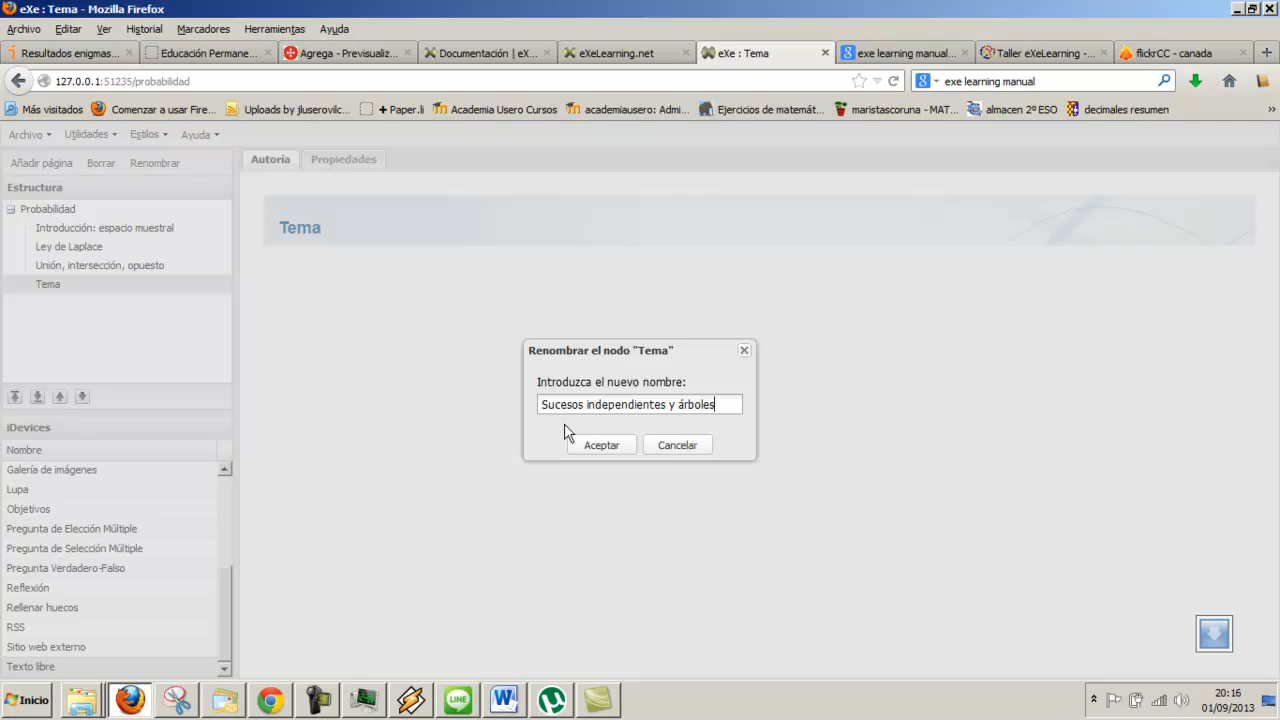 eXe : Tema - Mozilla Firefox
Archivo Editar Ver Historial Marcadores Herramientas Ayuda
Resultados enigmas... Educación Permane... Agrega - Previsualiz... Documentación | eX... eXeLearning.net eXe : Tema exe learning manual... Taller eXeLearning -... flickrCC - canada
127.0.0.1:51235/probabilidad exe learning manual
Más visitados Comenzar a usar Fire... Uploads by jluserovilc... + Paper.li Academia Usero Cursos academiausero: Admi... Ejercicios de matemát... maristascoruna - MAT... almacen 2º ESO decimales resumen »
Archivo Utilidades Estilos Ayuda
Añadir página Borrar Renombrar
Autoría Propiedades
Estructura
Probabilidad
Introducción: espacio muestral
Ley de Laplace
Unión, intersección, opuesto
Tema
Tema
Renombrar el nodo "Tema"
Introduzca el nuevo nombre:
Sucesos independientes y árboles
Aceptar Cancelar
iDevices
Nombre
Galería de imágenes
Lupa
Objetivos
Pregunta de Elección Múltiple
Pregunta de Selección Múltiple
Pregunta Verdadero-Falso
Reflexión
Rellenar huecos
RSS
Sitio web externo
Texto libre
Inicio
LINE
20:16
01/09/2013